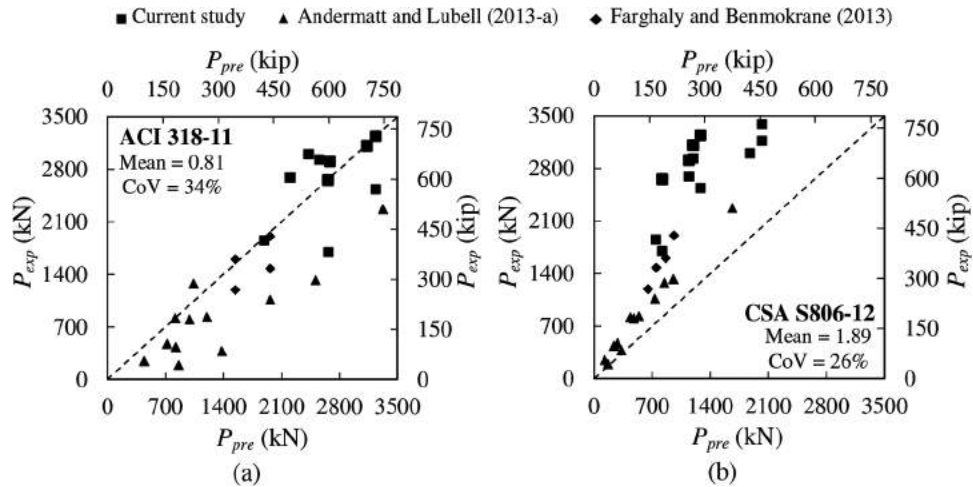 Current study Andermatt and Lubell (2013-a) Farghaly and Benmokrane (2013)
P_pre (kip)
0 150 300 450 600 750
3500 2800 2100 1400 700 0
P_exp (kN)
ACI 318-11
Mean = 0.81
CoV = 34%
750 600 450 300 150 0
P_exp (kip)
0 700 1400 2100 2800 3500
P_pre (kN)
(a)
P_pre (kip)
0 150 300 450 600 750
3500 2800 2100 1400 700 0
P_exp (kN)
CSA S806-12
Mean = 1.89
CoV = 26%
750 600 450 300 150 0
P_exp (kip)
0 700 1400 2100 2800 3500
P_pre (kN)
(b)